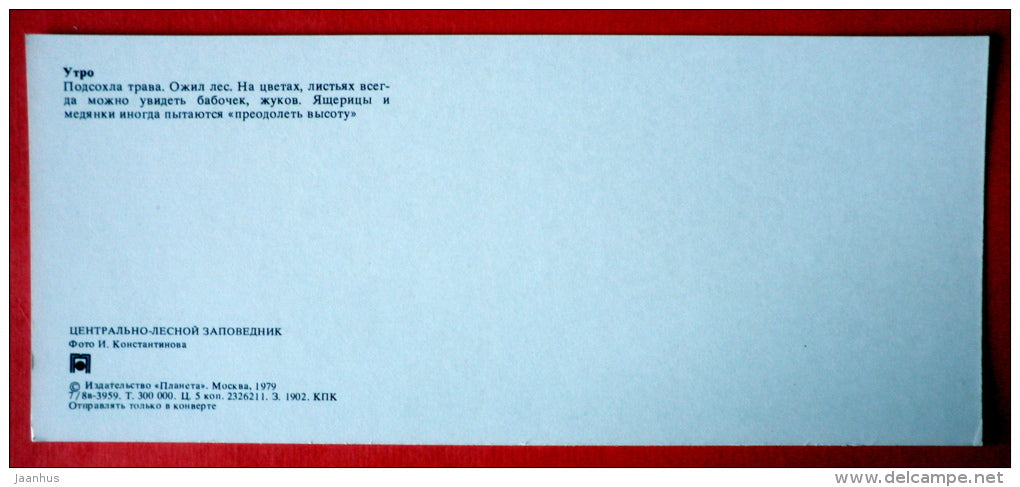 Утро
Подсохла трава. Ожил лес. На цветах, листьях всег-
да можно увидеть бабочек, жуков. Ящерицы и
медянки иногда пытаются «преодолеть высоту»
ЦЕНТРАЛЬНО-ЛЕСНОЙ ЗАПОВЕДНИК
Фото И. Константинова
© Издательство «Планета». Москва, 1979
7/8в-3959. Т. 300 000. Ц. 5 коп. 2326211. З. 1902. КПК
Отправлять только в конверте
jaanhus
www.delcampe.net